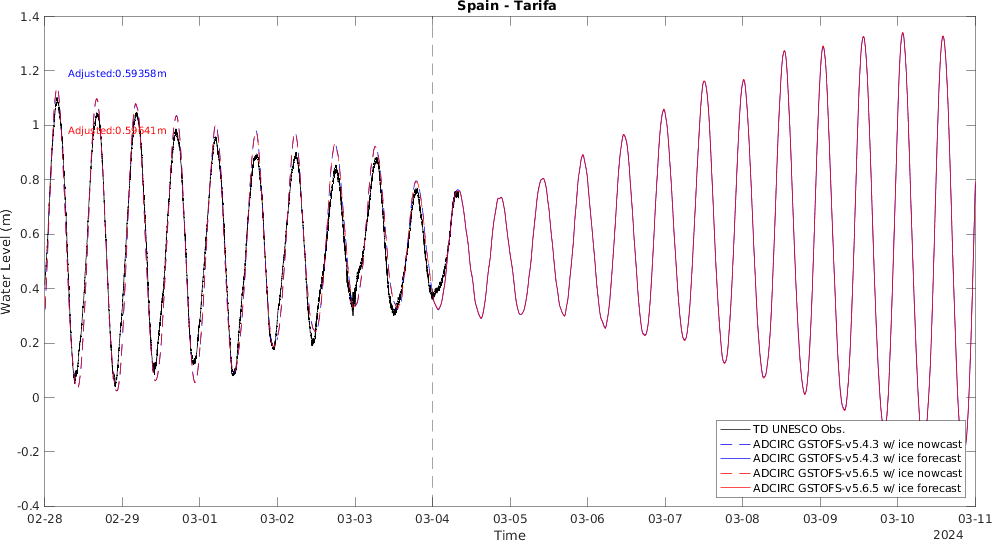 Spain - Tarifa
1.4
1.2
1
0.8
0.6
0.4
0.2
0
-0.2
-0.4
Water Level (m)
Adjusted:0.59358m
Adjusted:0.59641m
TD UNESCO Obs.
ADCIRC GSTOFS-v5.4.3 w/ ice nowcast
ADCIRC GSTOFS-v5.4.3 w/ ice forecast
ADCIRC GSTOFS-v5.6.5 w/ ice nowcast
ADCIRC GSTOFS-v5.6.5 w/ ice forecast
02-28 02-29 03-01 03-02 03-03 03-04 03-05 03-06 03-07 03-08 03-09 03-10 03-11
Time
2024